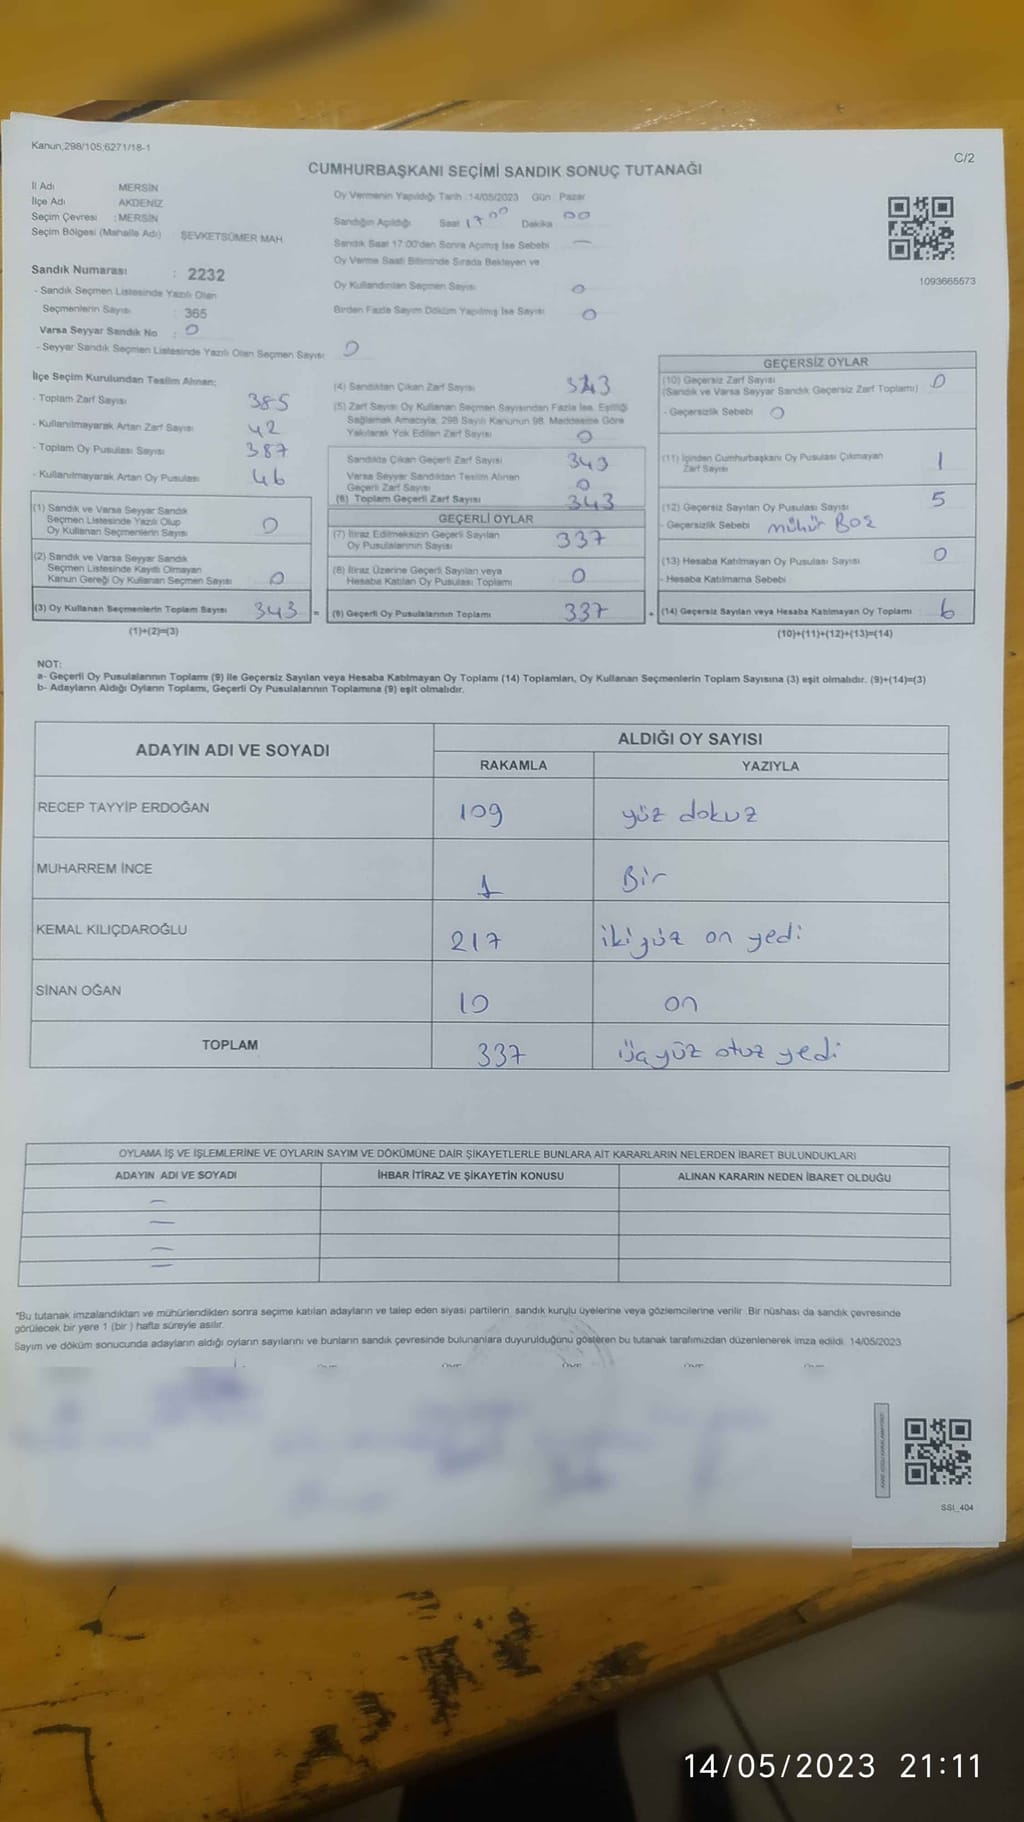 Kanun,298/105,6271/18-1
C/2
CUMHURBAŞKANI SEÇİMİ SANDIK SONUÇ TUTANAĞI
İl Adı MERSİN
İlçe Adı AKDENİZ
Seçim Çevresi : MERSİN
Seçim Bölgesi (Mahalle Adı) ŞEVKETSÜMER MAH.
Sandık Numarası : 2232
- Sandık Seçmen Listesinde Yazılı Olan
Seçmenlerin Sayısı : 365
Varsa Seyyar Sandık No : 0
- Seyyar Sandık Seçmen Listesinde Yazılı Olan Seçmen Sayısı: 0
Oy Vermenin Yapıldığı Tarih :14/05/2023 Gün : Pazar
Sandığın Açıldığı Saat 17 00 Dakika 00
Sandık Saat 17:00'den Sonra Açılmış İse Sebebi —
Oy Verme Saati Bitiminde Sırada Bekleyen ve
Oy Kullandırılan Seçmen Sayısı 0
Birden Fazla Sayım Döküm Yapılmış İse Sayısı 0
1093665573
İlçe Seçim Kurulundan Teslim Alınan;
- Toplam Zarf Sayısı 385
- Kullanılmayarak Artan Zarf Sayısı 42
- Toplam Oy Pusulası Sayısı 387
- Kullanılmayarak Artan Oy Pusulası 46
(1) Sandık ve Varsa Seyyar Sandık
Seçmen Listesinde Yazılı Olup
Oy Kullanan Seçmenlerin Sayısı 0
(2) Sandık ve Varsa Seyyar Sandık
Seçmen Listesinde Kayıtlı Olmayan
Kanun Gereği Oy Kullanan Seçmen Sayısı 0
(3) Oy Kullanan Seçmenlerin Toplam Sayısı 343 =
(1)+(2)=(3)
(4) Sandıktan Çıkan Zarf Sayısı 343
(5) Zarf Sayısı Oy Kullanan Seçmen Sayısından Fazla İse, Eşitliği
Sağlamak Amacıyla; 298 Sayılı Kanunun 98. Maddesine Göre
Yakılarak Yok Edilen Zarf Sayısı 0
Sandıkta Çıkan Geçerli Zarf Sayısı 343
Varsa Seyyar Sandıktan Teslim Alınan
Geçerli Zarf Sayısı 0
(6) Toplam Geçerli Zarf Sayısı 343
GEÇERLİ OYLAR
(7) İtiraz Edilmeksizin Geçerli Sayılan
Oy Pusulalarının Sayısı 337
(8) İtiraz Üzerine Geçerli Sayılan veya
Hesaba Katılan Oy Pusulası Toplamı 0
(9) Geçerli Oy Pusulalarının Toplamı 337 +
GEÇERSİZ OYLAR
(10) Geçersiz Zarf Sayısı
(Sandık ve Varsa Seyyar Sandık Geçersiz Zarf Toplamı) 0
- Geçersizlik Sebebi 0
(11) İçinden Cumhurbaşkanı Oy Pusulası Çıkmayan
Zarf Sayısı 1
(12) Geçersiz Sayılan Oy Pusulası Sayısı 5
- Geçersizlik Sebebi mühür BOŞ
(13) Hesaba Katılmayan Oy Pusulası Sayısı 0
- Hesaba Katılmama Sebebi
(14) Geçersiz Sayılan veya Hesaba Katılmayan Oy Toplamı 6
(10)+(11)+(12)+(13)=(14)
NOT:
a- Geçerli Oy Pusulalarının Toplamı (9) ile Geçersiz Sayılan veya Hesaba Katılmayan Oy Toplamı (14) Toplamları, Oy Kullanan Seçmenlerin Toplam Sayısına (3) eşit olmalıdır. (9)+(14)=(3)
b- Adayların Aldığı Oyların Toplamı, Geçerli Oy Pusulalarının Toplamına (9) eşit olmalıdır.
ADAYIN ADI VE SOYADI
ALDIĞI OY SAYISI
RAKAMLA YAZIYLA
RECEP TAYYİP ERDOĞAN 109 yüz dokuz
MUHARREM İNCE 1 Bir
KEMAL KILIÇDAROĞLU 217 ikiyüz on yedi
SİNAN OĞAN 10 on
TOPLAM 337 üçyüz otuz yedi
OYLAMA İŞ VE İŞLEMLERİNE VE OYLARIN SAYIM VE DÖKÜMÜNE DAİR ŞİKAYETLERLE BUNLARA AİT KARARLARIN NELERDEN İBARET BULUNDUKLARI
ADAYIN ADI VE SOYADI İHBAR İTİRAZ VE ŞİKAYETİN KONUSU ALINAN KARARIN NEDEN İBARET OLDUĞU
—
—
—
—
*Bu tutanak imzalandıktan ve mühürlendikten sonra seçime katılan adayların ve talep eden siyasi partilerin sandık kurulu üyelerine veya gözlemcilerine verilir. Bir nüshası da sandık çevresinde
görülecek bir yere 1 (bir ) hafta süreyle asılır.
Sayım ve döküm sonucunda adayların aldığı oyların sayılarını ve bunların sandık çevresinde bulunanlara duyurulduğunu gösteren bu tutanak tarafımızdan düzenlenerek imza edildi. 14/05/2023
SSI_404
14/05/2023 21:11